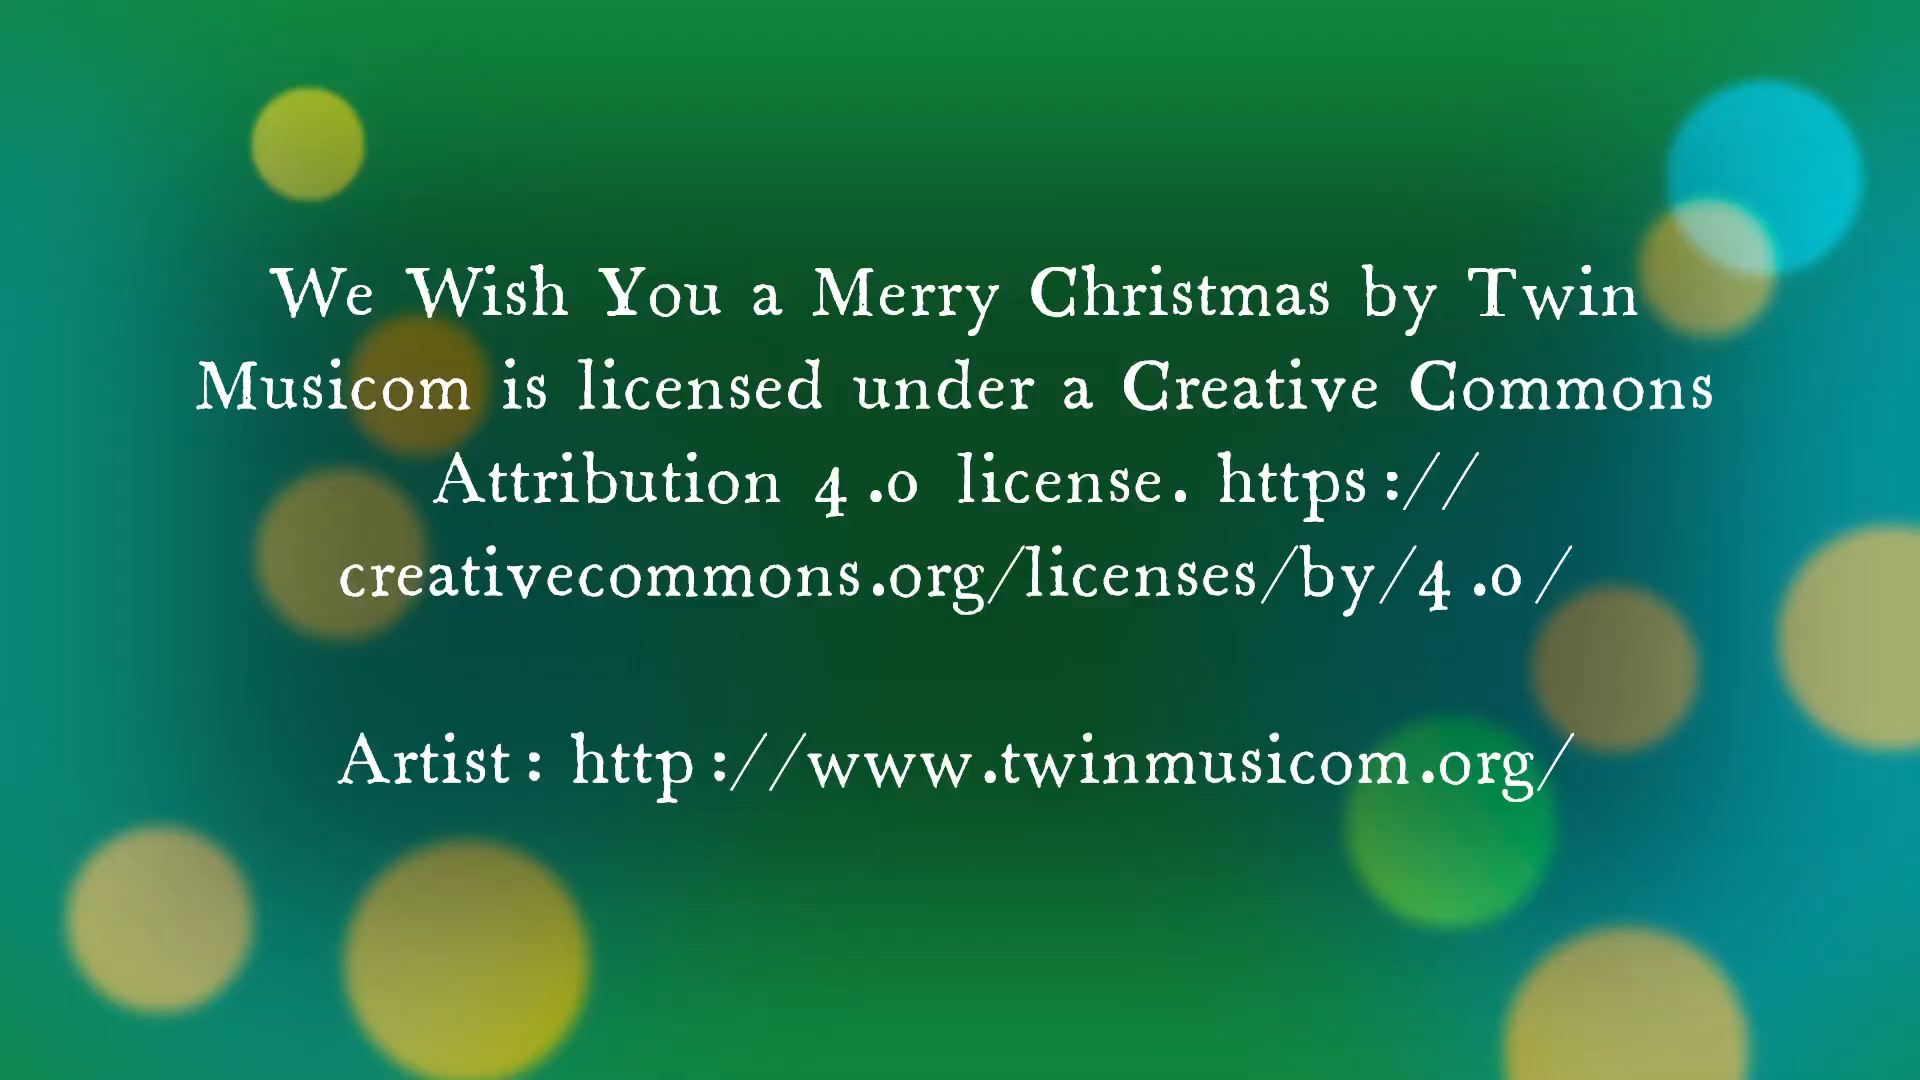 We Wish You a Merry Christmas by Twin
Musicom is licensed under a Creative Commons
Attribution 4.0 license. https://
creativecommons.org/licenses/by/4.0/
Artist: http://www.twinmusicom.org/